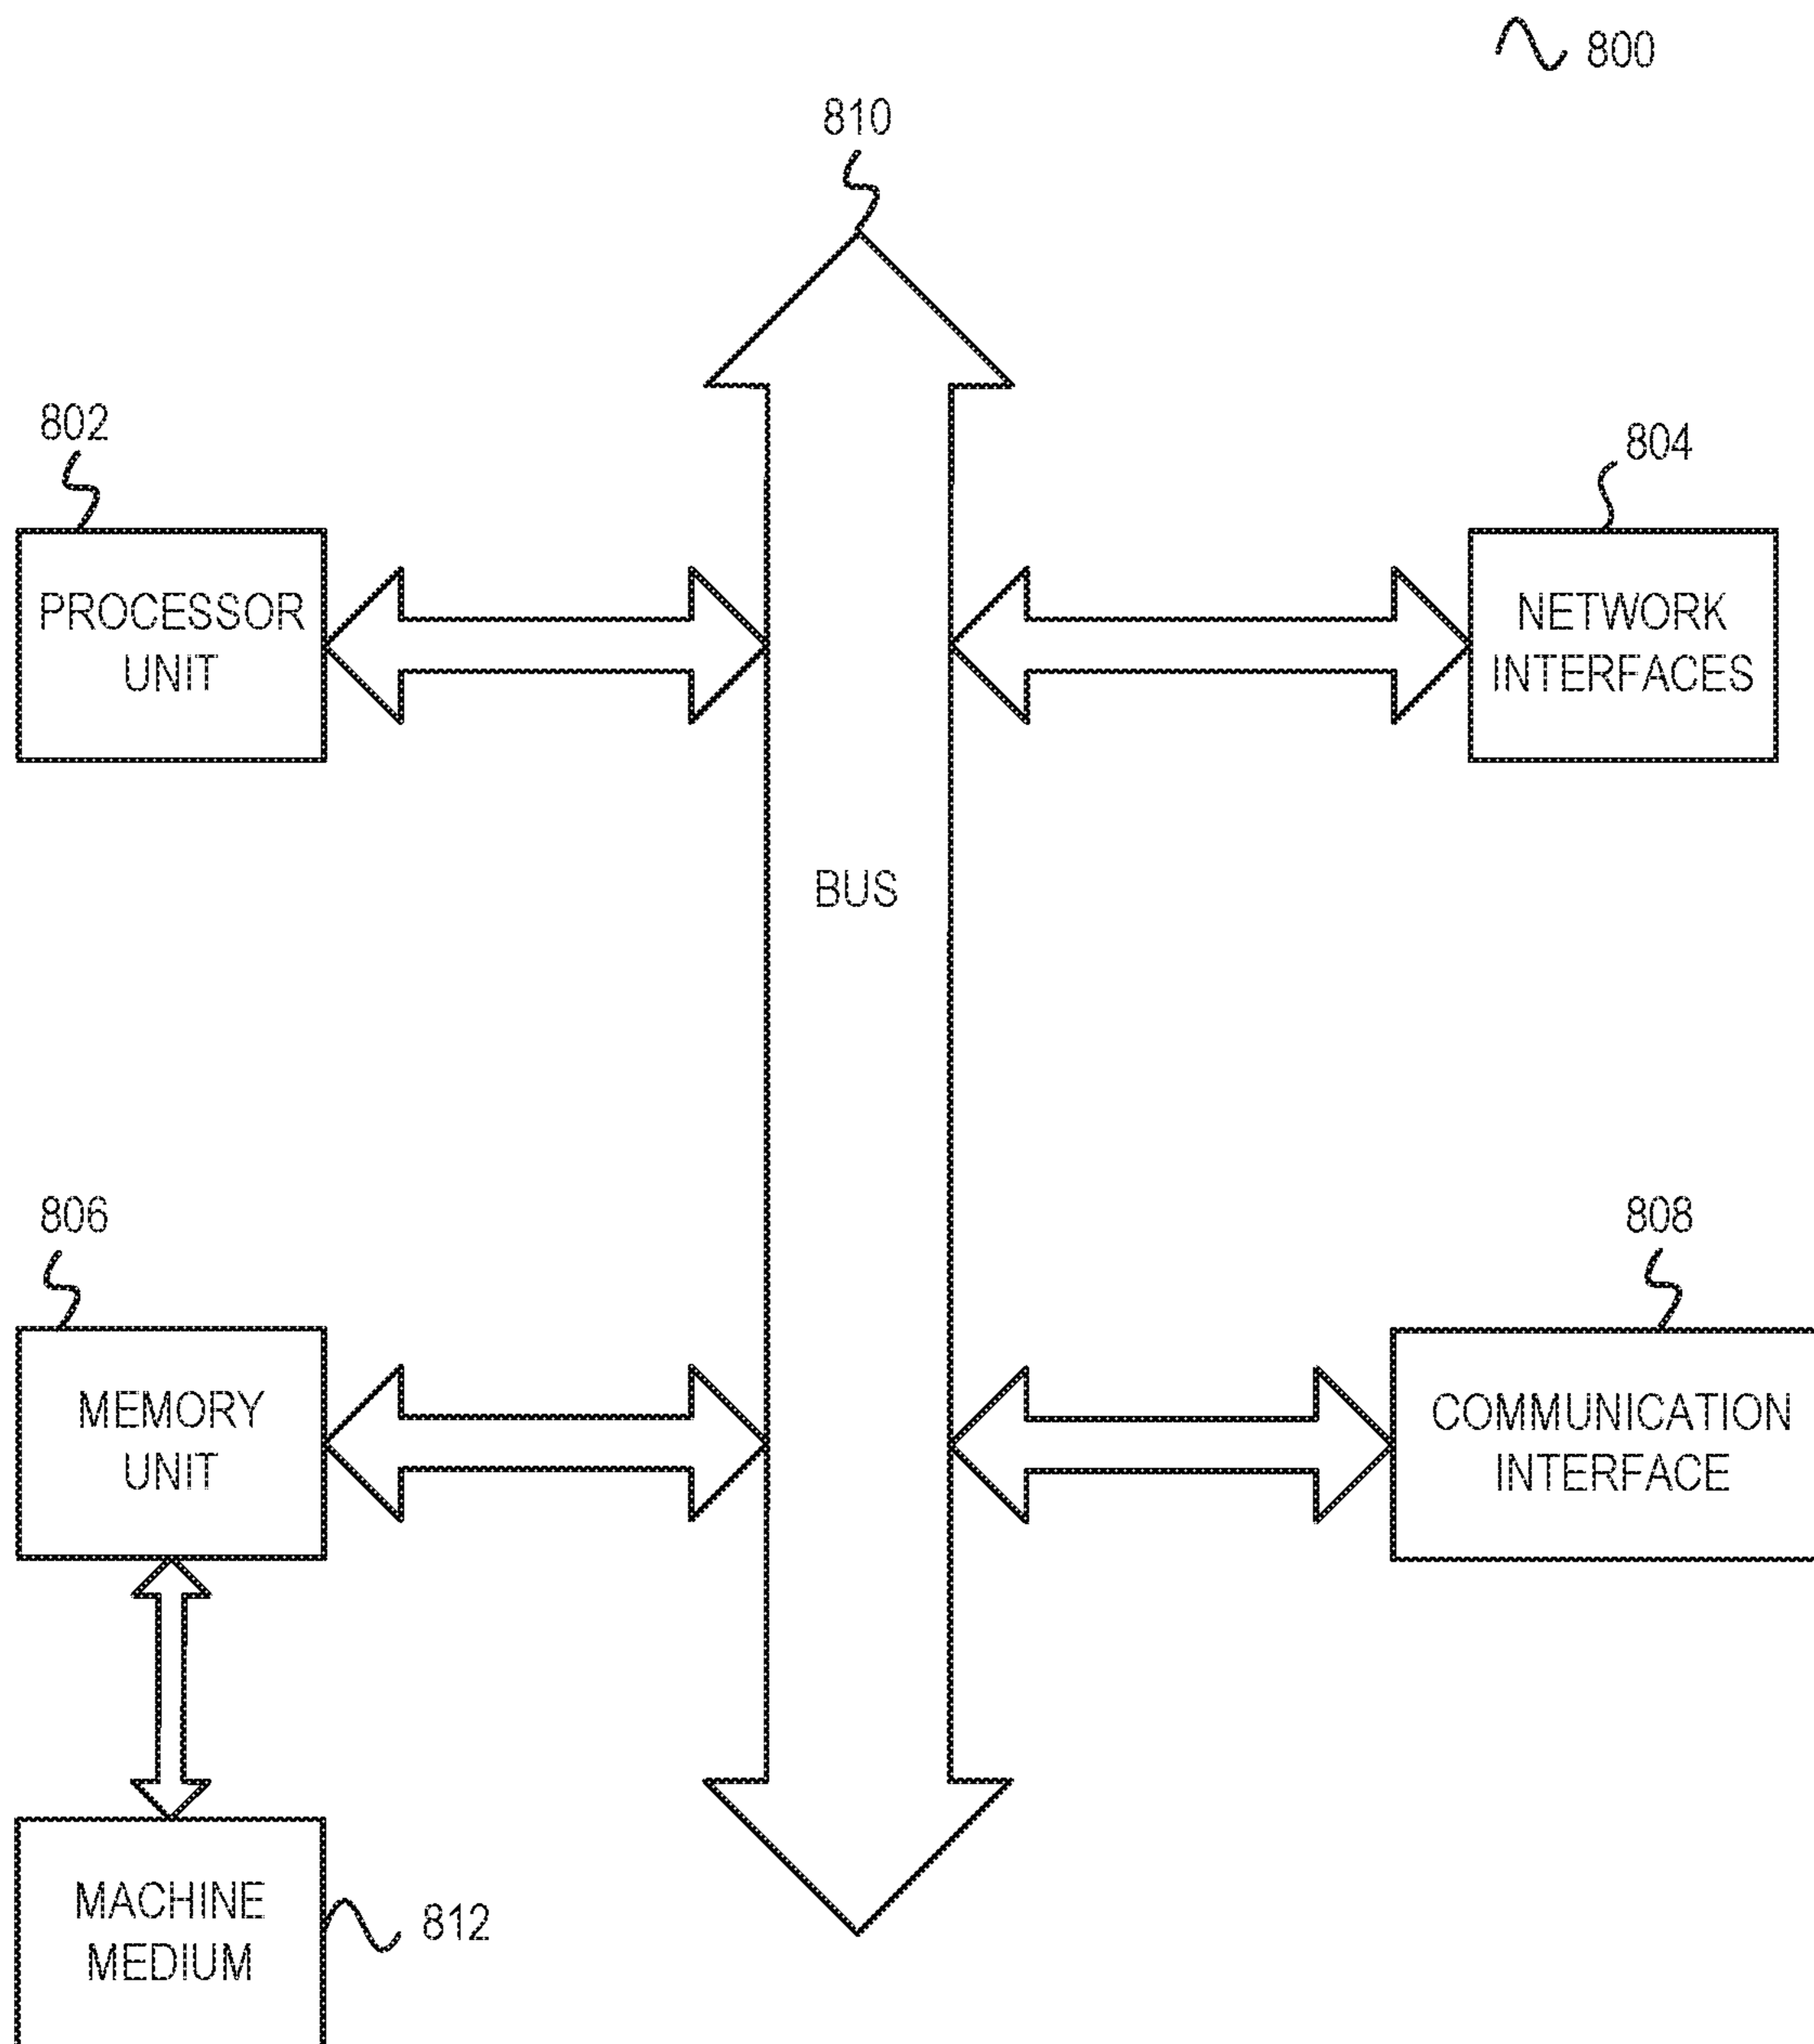 800
810
802
804
PROCESSOR
UNIT
NETWORK
INTERFACES
BUS
806
808
MEMORY
UNIT
COMMUNICATION
INTERFACE
MACHINE
MEDIUM
812